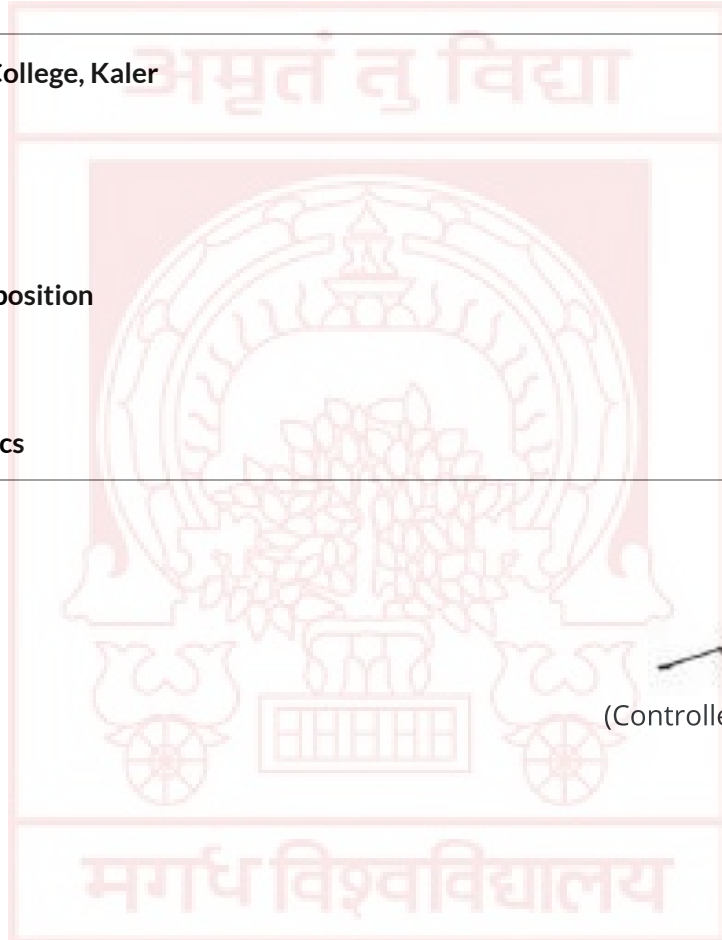 अमृतं तु विद्या
College, Kaler
position
cs
(Controlle
मगध विश्वविद्यालय